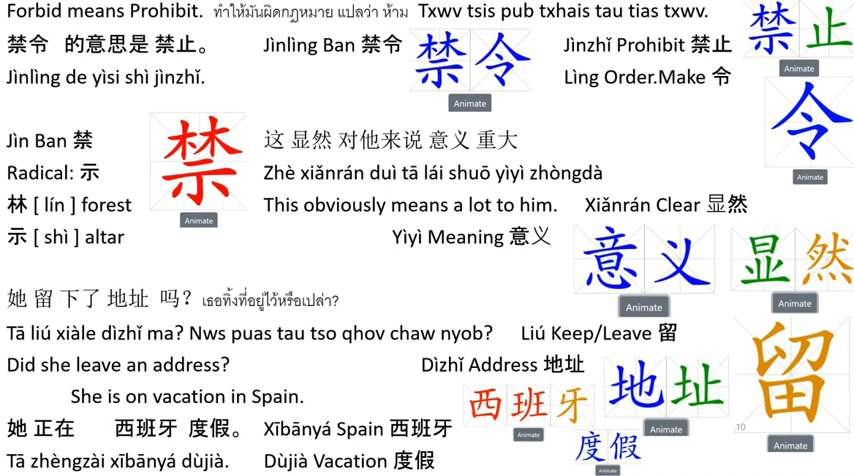 Forbid means Prohibit. ทำให้มันผิดกฎหมาย แปลว่า ห้าม Txwv tsis pub txhais tau tias txwv.
禁令 的意思是 禁止。 Jìnlìng Ban 禁令 禁令 Jìnzhǐ Prohibit 禁止 禁止
Jìnlìng de yìsi shì jìnzhǐ. Animate Lìng Order.Make 令 Animate
令
Jìn Ban 禁 禁 这 显然 对他来说 意义 重大
Radical: 示 Zhè xiǎnrán duì tā lái shuō yìyì zhòngdà Animate
林 [ lín ] forest Animate This obviously means a lot to him. Xiǎnrán Clear 显然
示 [ shì ] altar Yìyì Meaning 意义 意义 显然
Animate Animate
她 留 下了 地址 吗? เธอทิ้งที่อยู่ไว้หรือเปล่า?
Tā liú xiàle dìzhǐ ma? Nws puas tau tso qhov chaw nyob? Liú Keep/Leave 留 留
Did she leave an address? Dìzhǐ Address 地址 地址
She is on vacation in Spain. 西班牙
她 正在 西班牙 度假。 Xībānyá Spain 西班牙 Animate Animate 10
Tā zhèngzài xībānyá dùjià. Dùjià Vacation 度假 度假 Animate
Animate